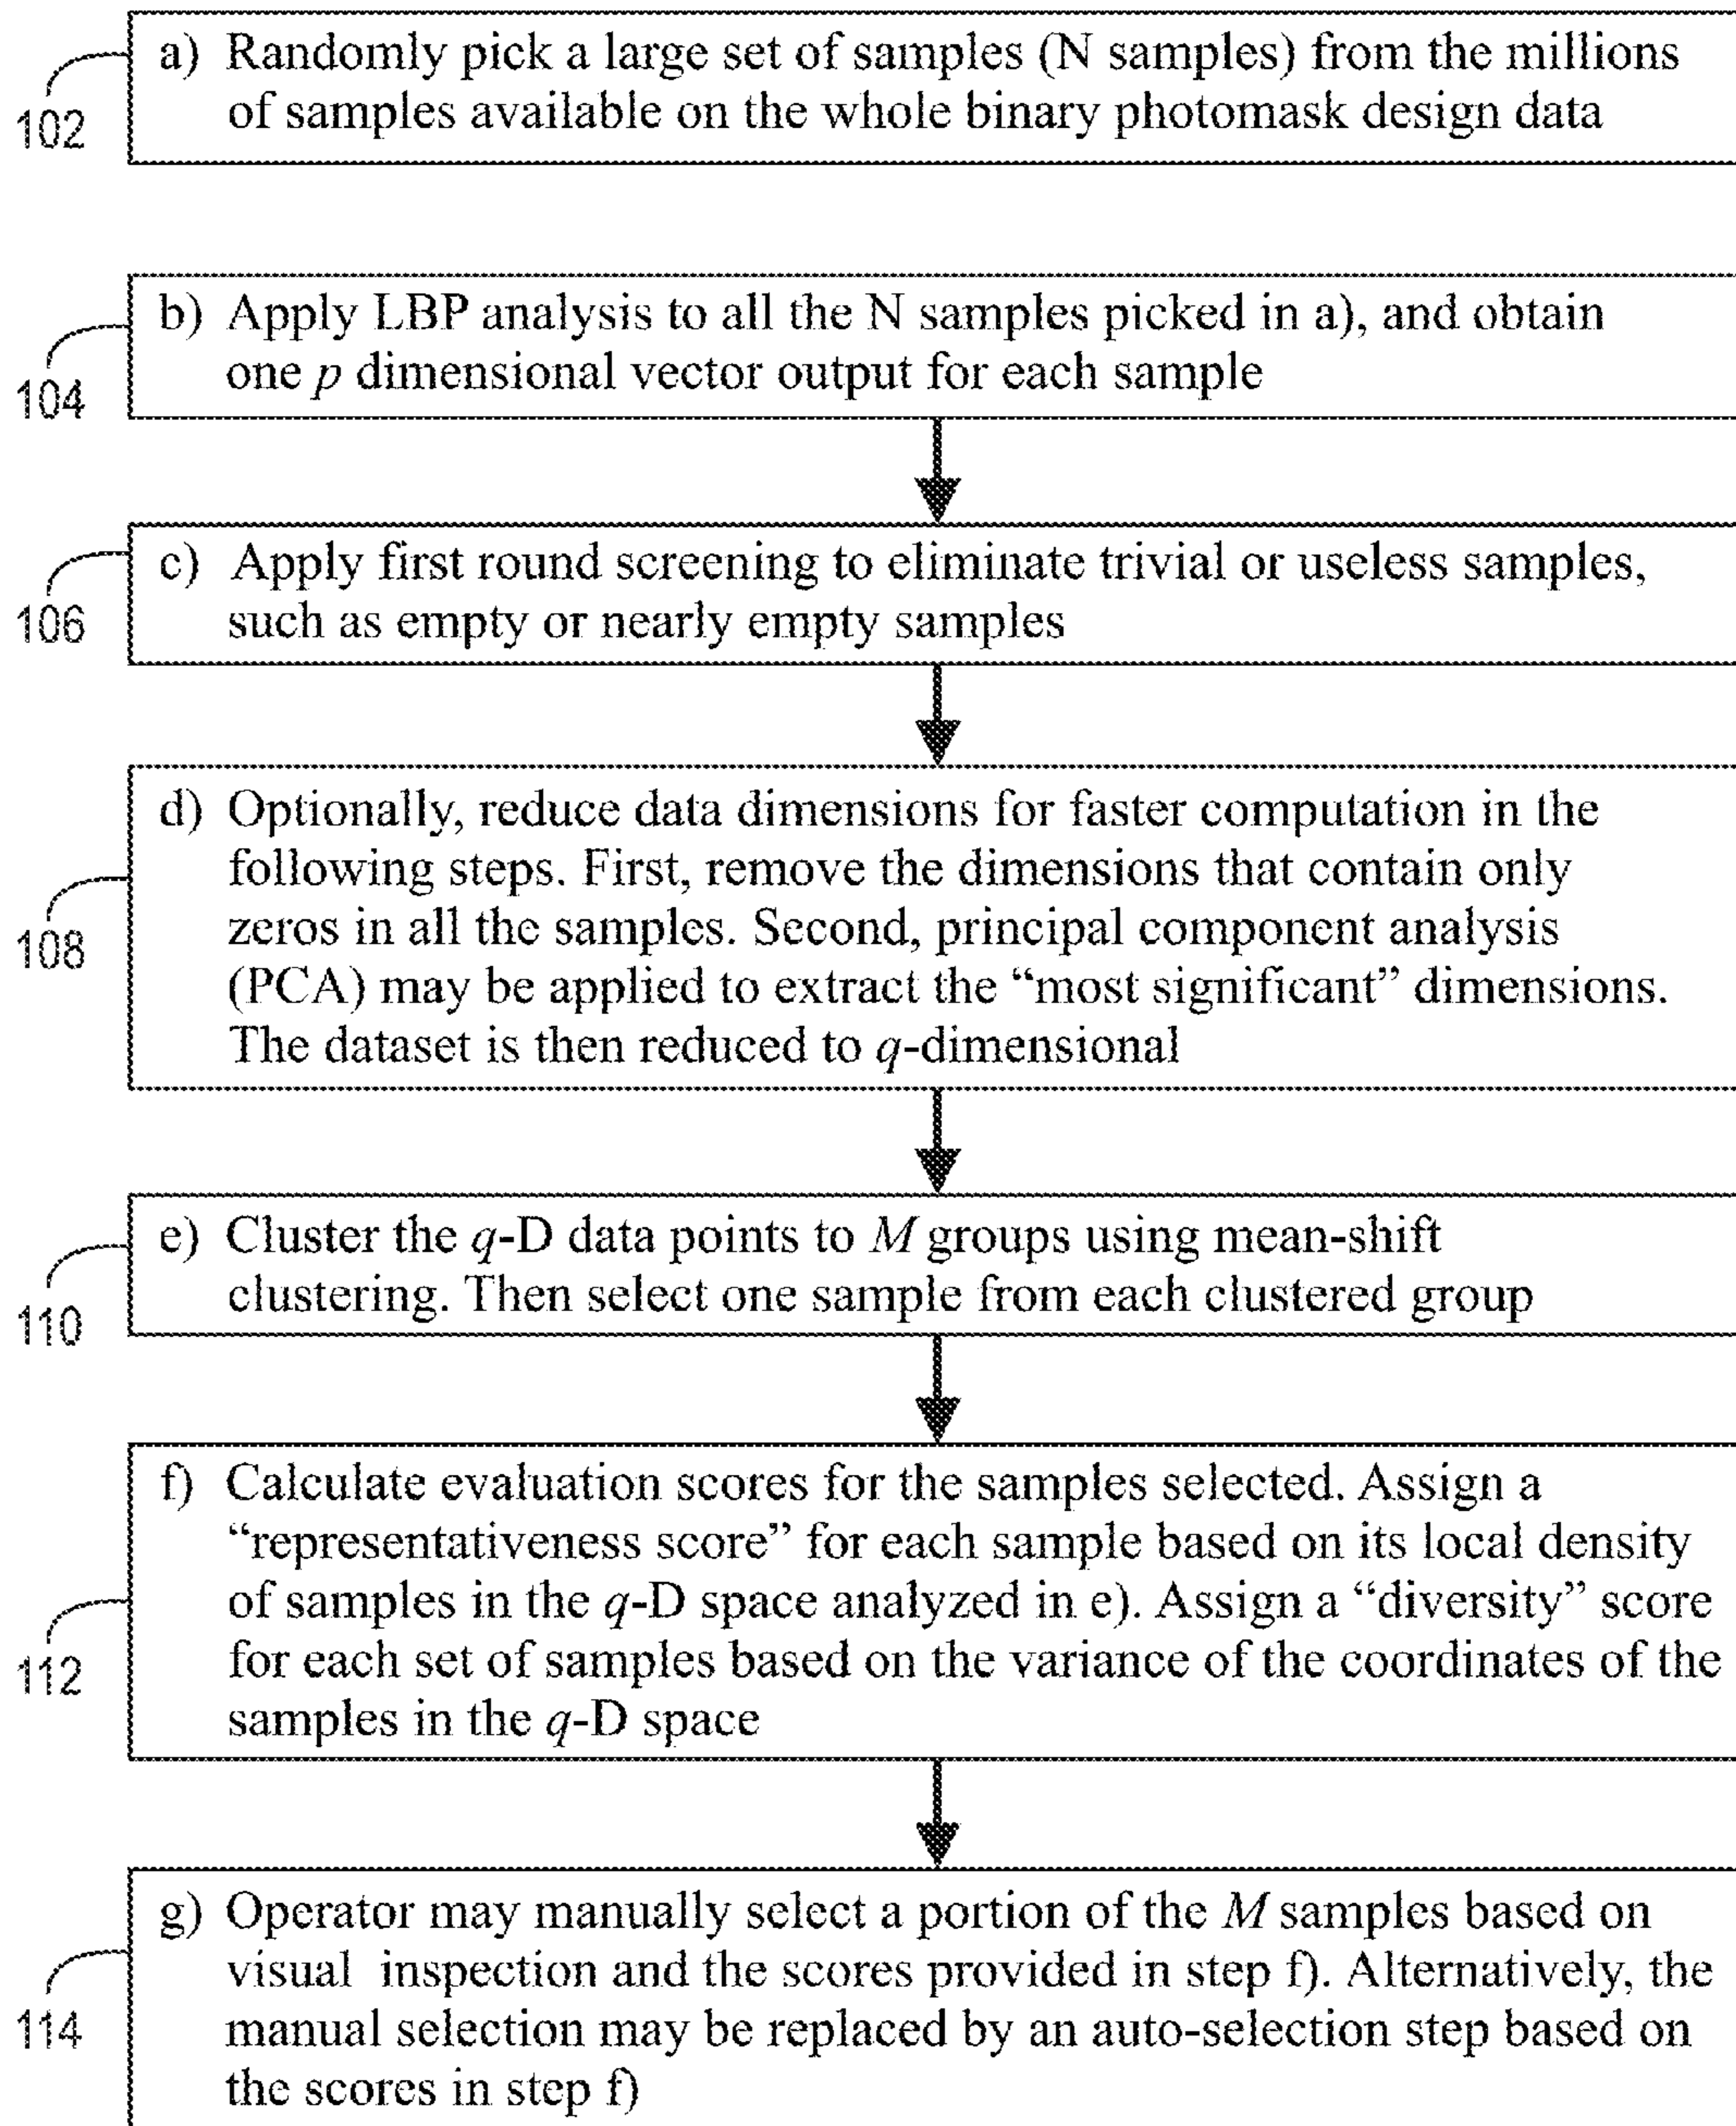 a) Randomly pick a large set of samples (N samples) from the millions
of samples available on the whole binary photomask design data
102
b) Apply LBP analysis to all the N samples picked in a), and obtain
one p dimensional vector output for each sample
104
c) Apply first round screening to eliminate trivial or useless samples,
such as empty or nearly empty samples
106
d) Optionally, reduce data dimensions for faster computation in the
following steps. First, remove the dimensions that contain only
zeros in all the samples. Second, principal component analysis
(PCA) may be applied to extract the “most significant” dimensions.
The dataset is then reduced to q-dimensional
108
e) Cluster the q-D data points to M groups using mean-shift
clustering. Then select one sample from each clustered group
110
f) Calculate evaluation scores for the samples selected. Assign a
“representativeness score” for each sample based on its local density
of samples in the q-D space analyzed in e). Assign a “diversity” score
for each set of samples based on the variance of the coordinates of the
samples in the q-D space
112
g) Operator may manually select a portion of the M samples based on
visual inspection and the scores provided in step f). Alternatively, the
manual selection may be replaced by an auto-selection step based on
the scores in step f)
114